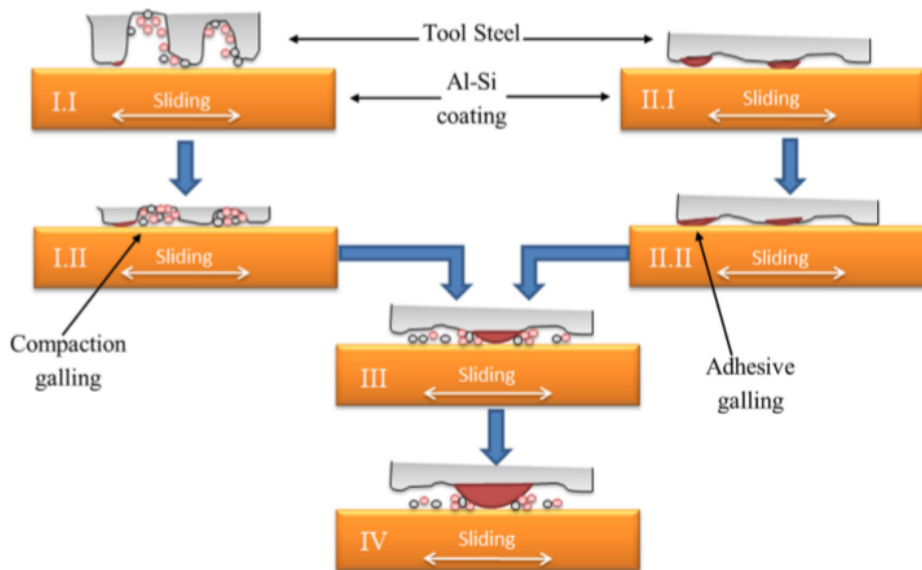 Tool Steel
I.I
Sliding
Al-Si
coating
II.I
Sliding
I.II
Sliding
II.II
Sliding
Compaction
galling
III
Sliding
Adhesive
galling
IV
Sliding